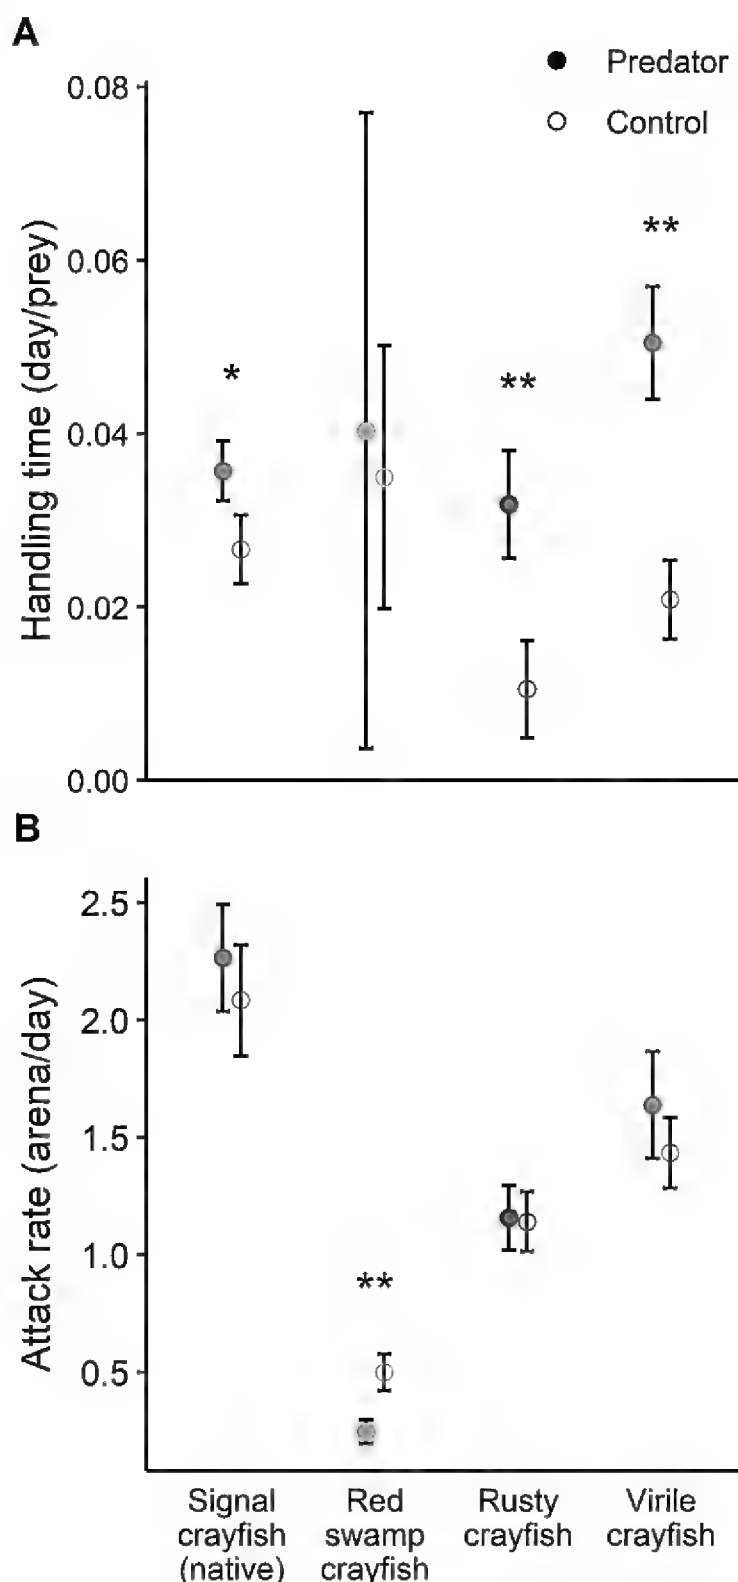 A
Predator
Control
0.08
0.06
0.04
0.02
0.00
Handling time (day/prey)
*
**
**
B
2.5
2.0
1.5
1.0
0.5
Attack rate (arena/day)
**
Signal
crayfish
(native)
Red
swamp
crayfish
Rusty
crayfish
Virile
crayfish